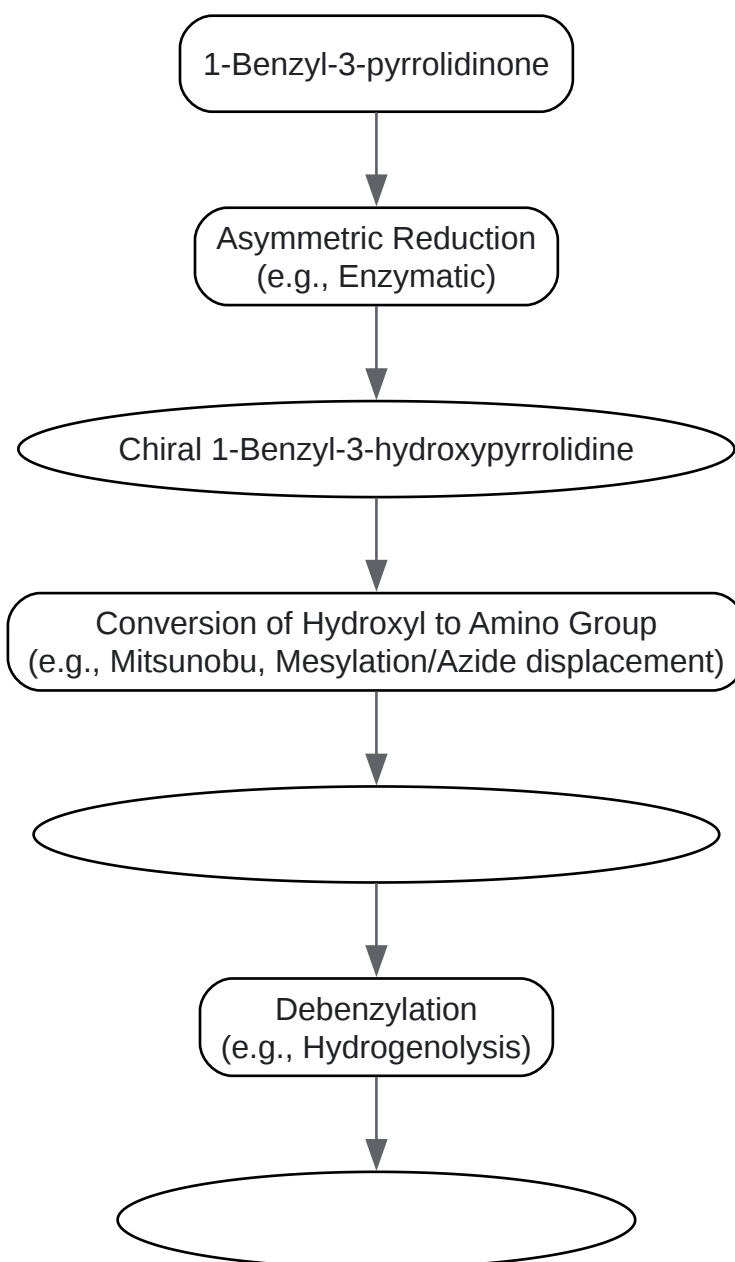 1-Benzyl-3-pyrrolidinone
Asymmetric Reduction
(e.g., Enzymatic)
Chiral 1-Benzyl-3-hydroxypyrrolidine
Conversion of Hydroxyl to Amino Group
(e.g., Mitsunobu, Mesylation/Azide displacement)
Debenzylation
(e.g., Hydrogenolysis)